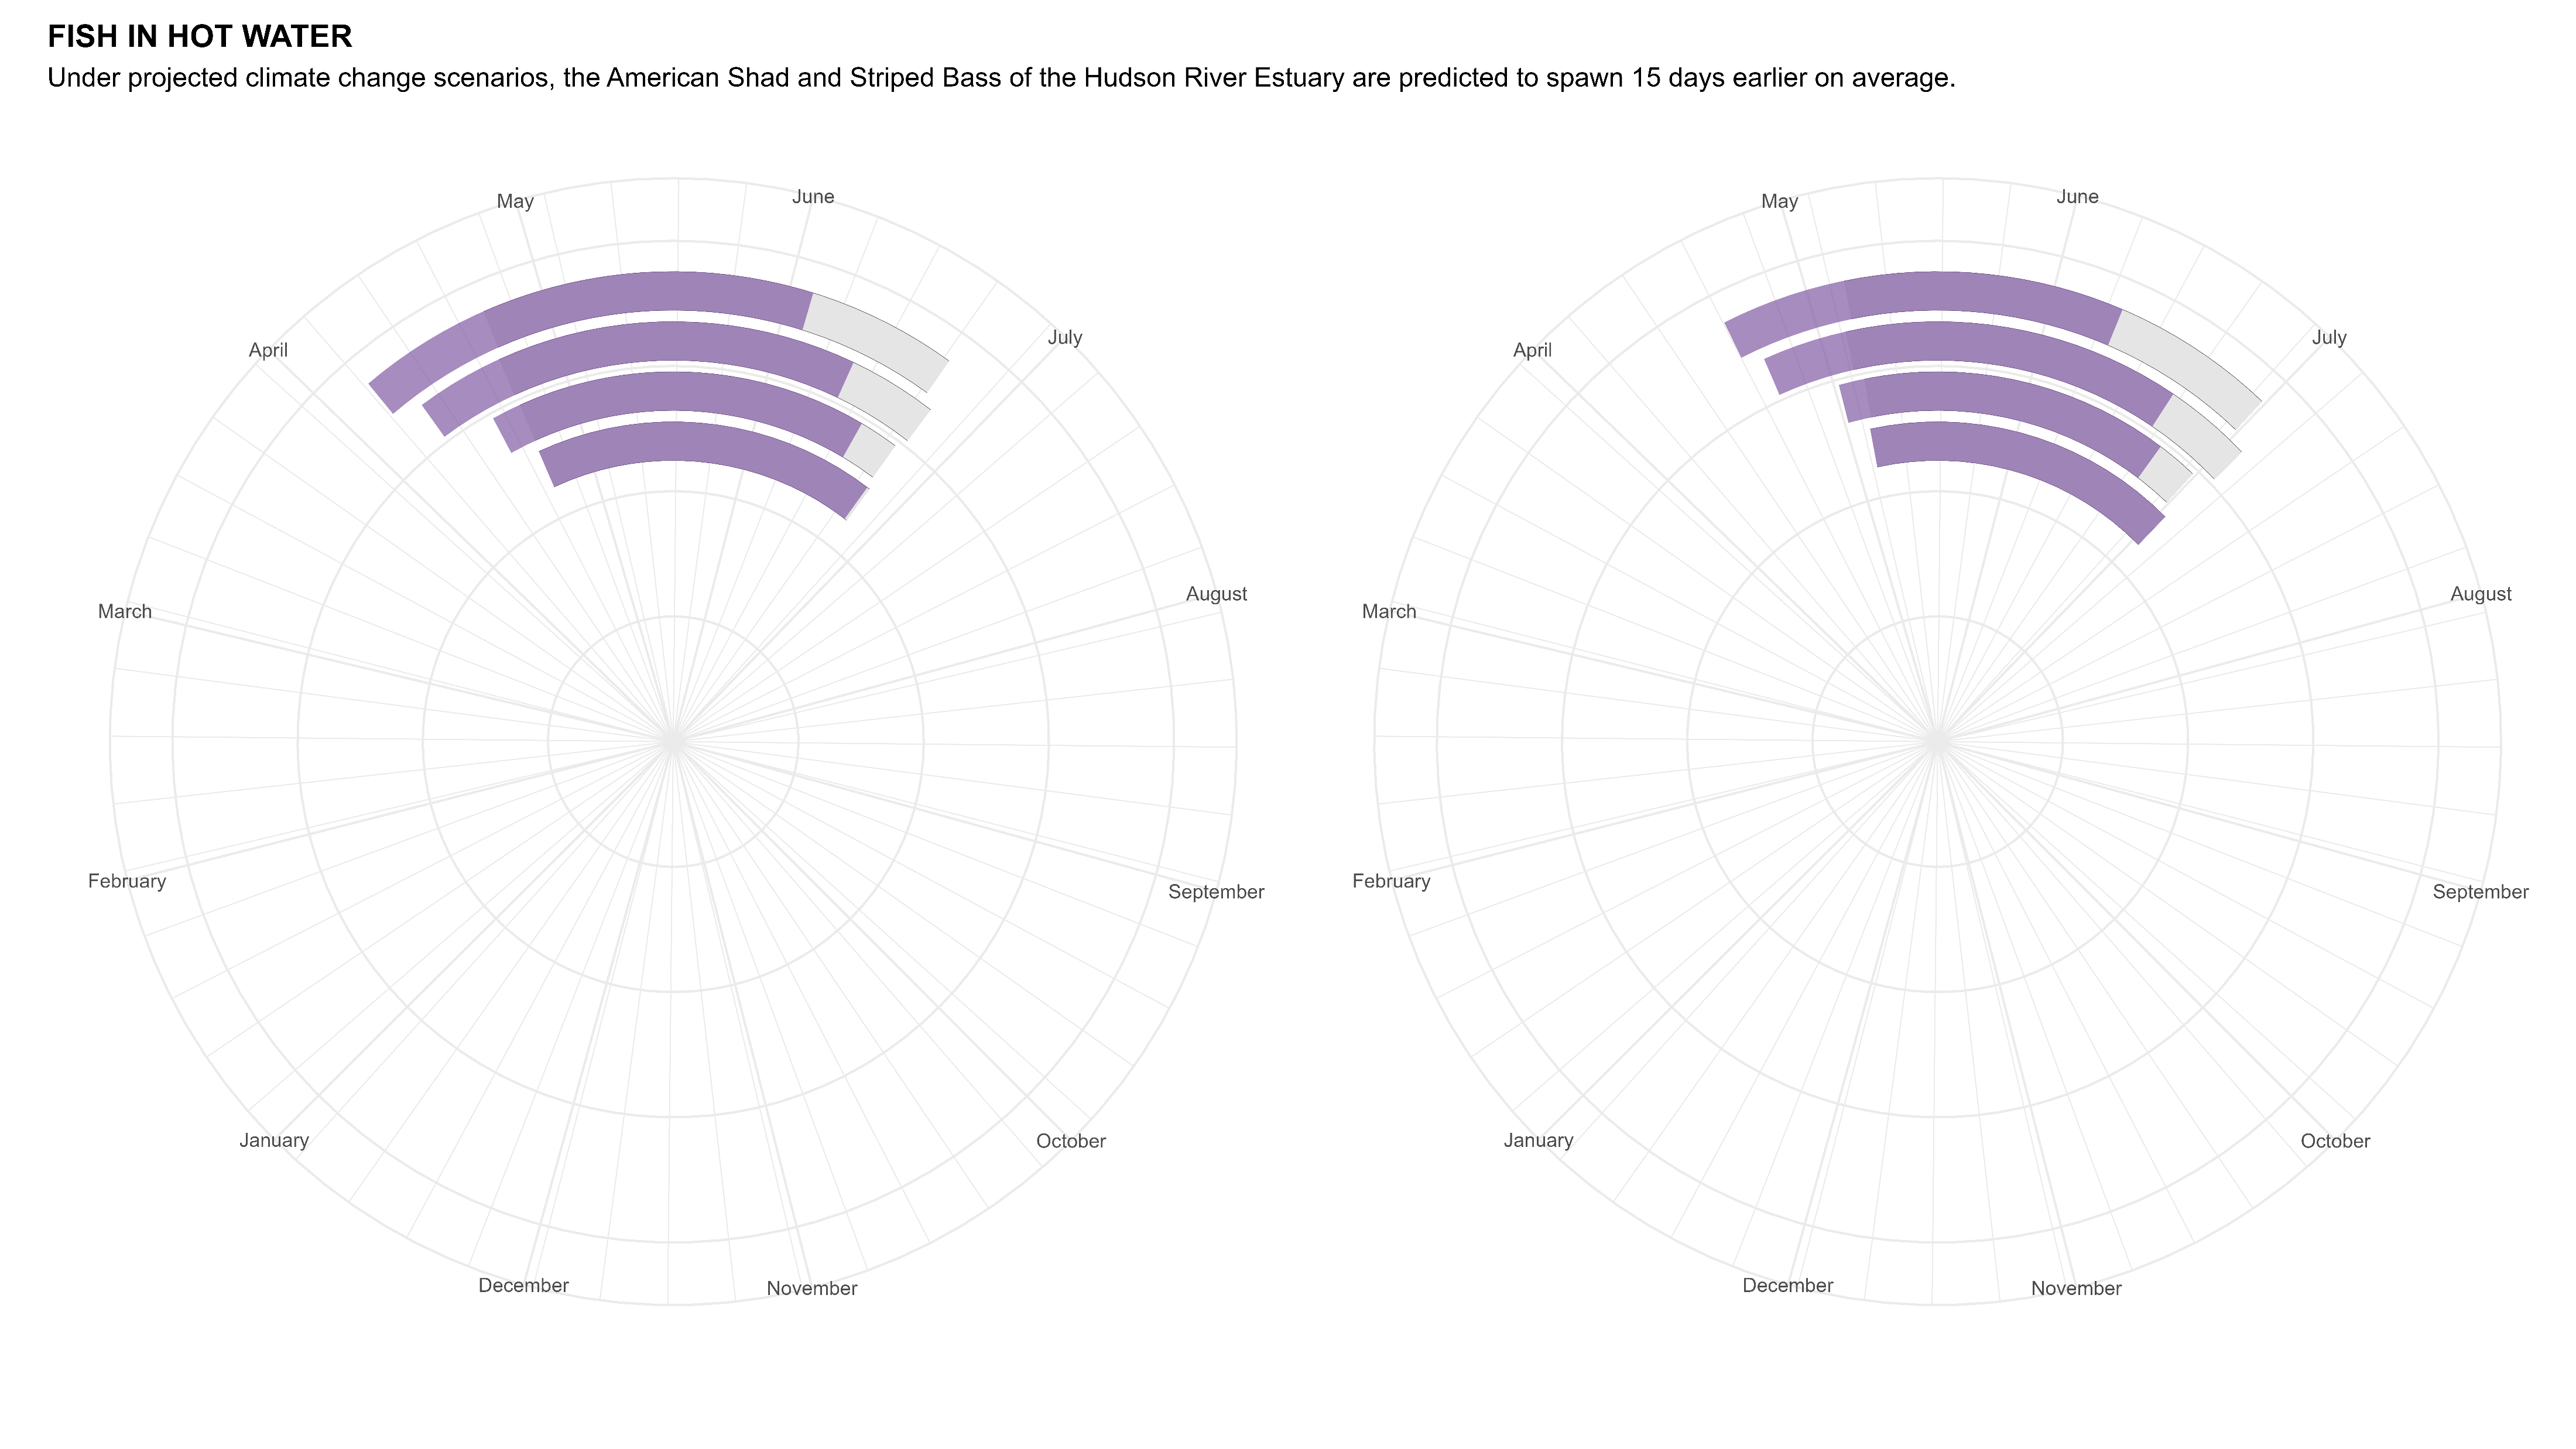 FISH IN HOT WATER
Under projected climate change scenarios, the American Shad and Striped Bass of the Hudson River Estuary are predicted to spawn 15 days earlier on average.
May
June
April
July
March
August
February
September
January
October
December
November
May
June
April
July
March
August
February
September
January
October
December
November